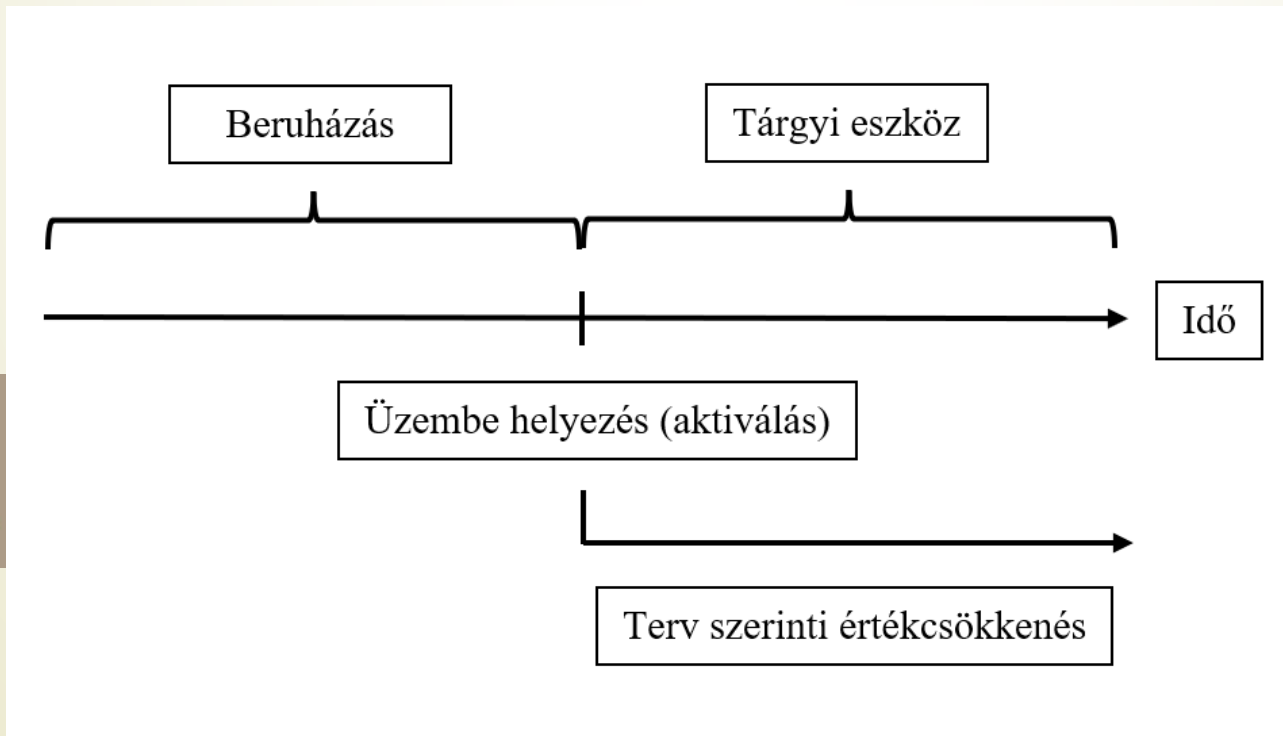 Beruházás
Tárgyi eszköz
Idő
Üzembe helyezés (aktiválás)
Terv szerinti értékcsökkenés